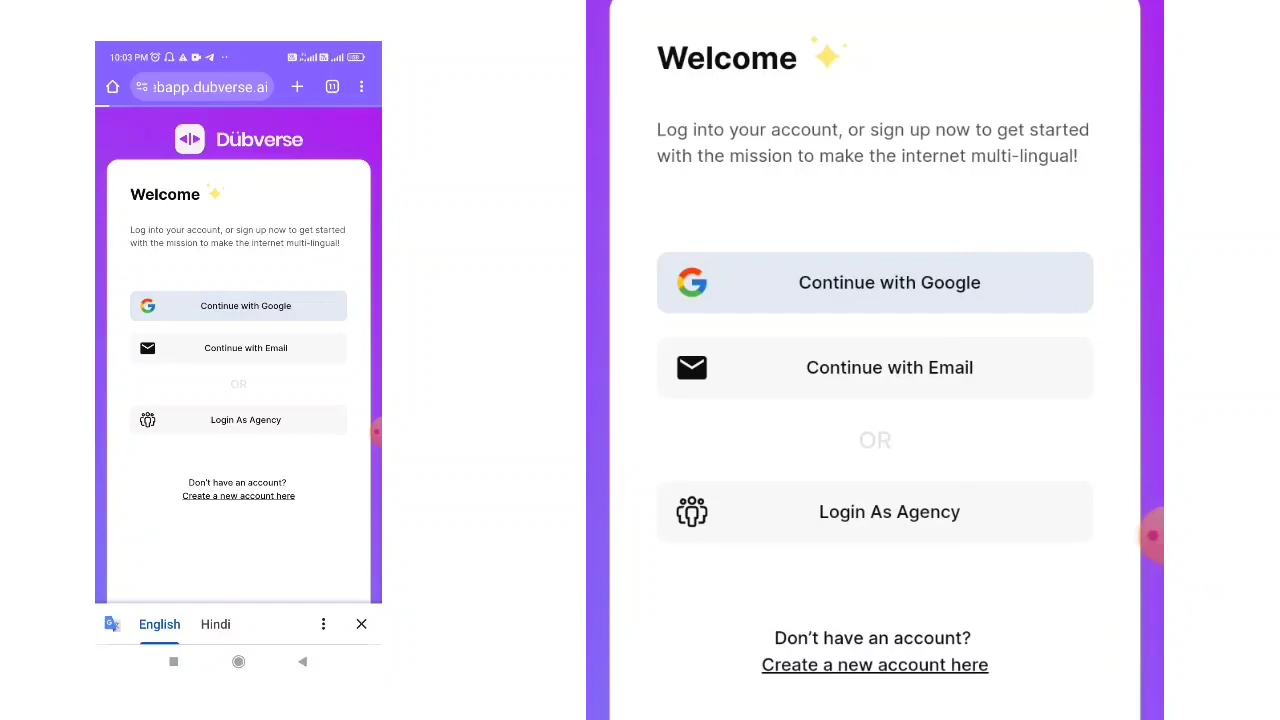 10:03 PM
ɛbapp.dubverse.ai
11
Dübverse
Welcome
Log into your account, or sign up now to get started
with the mission to make the internet multi-lingual!
Continue with Google
Continue with Email
OR
Login As Agency
Don't have an account?
Create a new account here
English
Hindi
Welcome
Log into your account, or sign up now to get started
with the mission to make the internet multi-lingual!
Continue with Google
Continue with Email
OR
Login As Agency
Don’t have an account?
Create a new account here